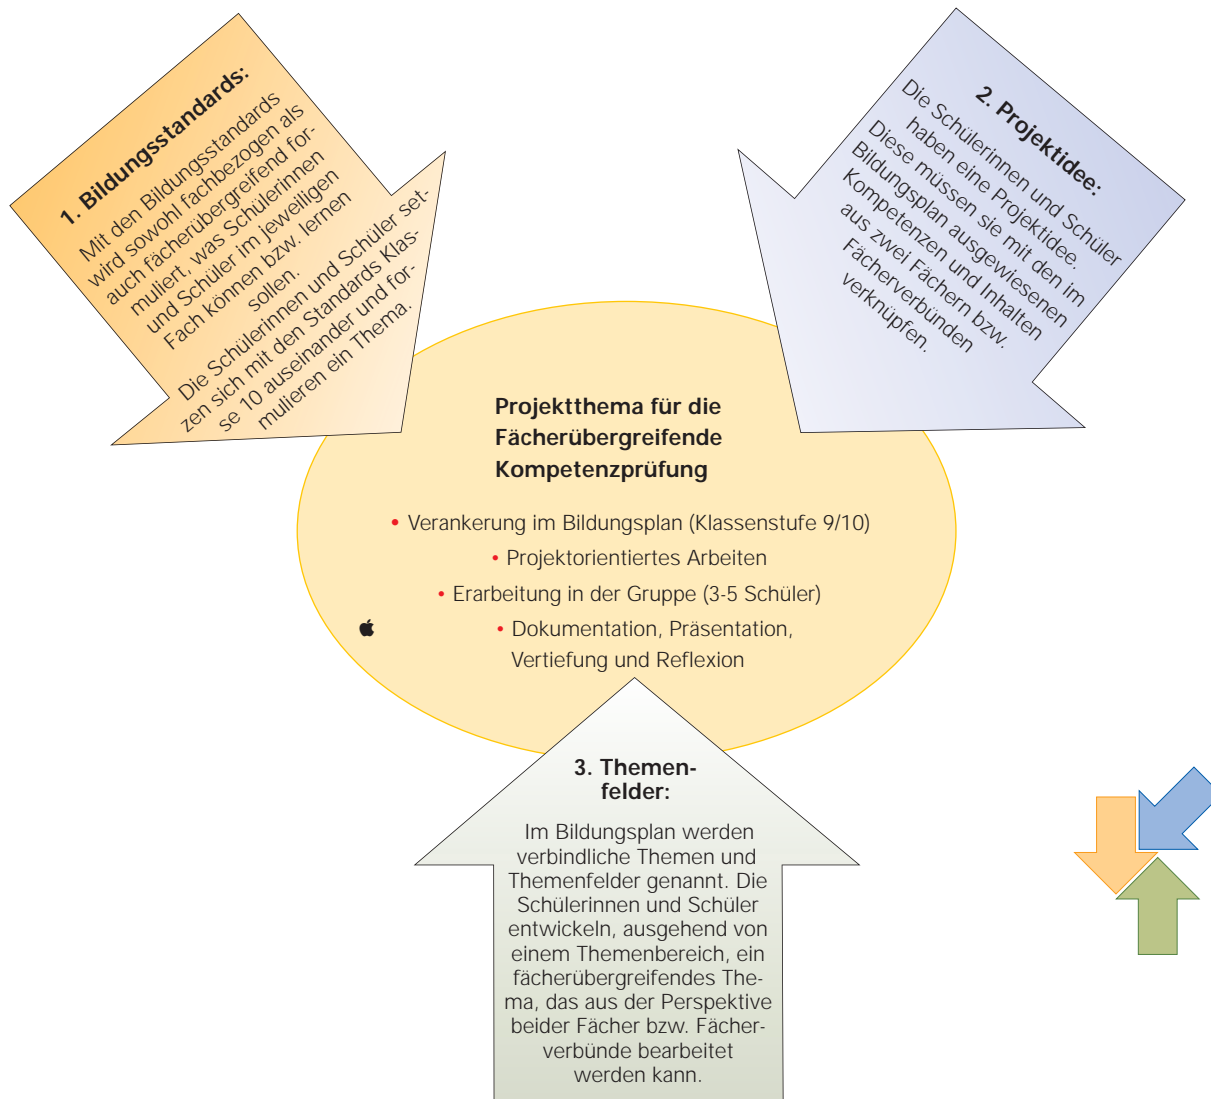 1. Bildungsstandards:
Mit den Bildungsstandards
wird sowohl fachbezogen als
auch fächerübergreifend for-
muliert, was Schülerinnen
und Schüler im jeweiligen
Fach können bzw. lernen
sollen.
Die Schülerinnen und Schüler set-
zen sich mit den Standards Klas-
se 10 auseinander und for-
mulieren ein Thema.
2. Projektidee:
Die Schülerinnen und Schüler
haben eine Projektidee.
Diese müssen sie mit den im
Bildungsplan ausgewiesenen
Kompetenzen und Inhalten
aus zwei Fächern bzw.
Fächerverbünden
verknüpfen.
Projektthema für die
Fächerübergreifende
Kompetenzprüfung
• Verankerung im Bildungsplan (Klassenstufe 9/10)
• Projektorientiertes Arbeiten
• Erarbeitung in der Gruppe (3-5 Schüler)
• Dokumentation, Präsentation,
Vertiefung und Reflexion
3. Themen-
felder:
Im Bildungsplan werden
verbindliche Themen und
Themenfelder genannt. Die
Schülerinnen und Schüler
entwickeln, ausgehend von
einem Themenbereich, ein
fächerübergreifendes The-
ma, das aus der Perspektive
beider Fächer bzw. Fächer-
verbünde bearbeitet
werden kann.